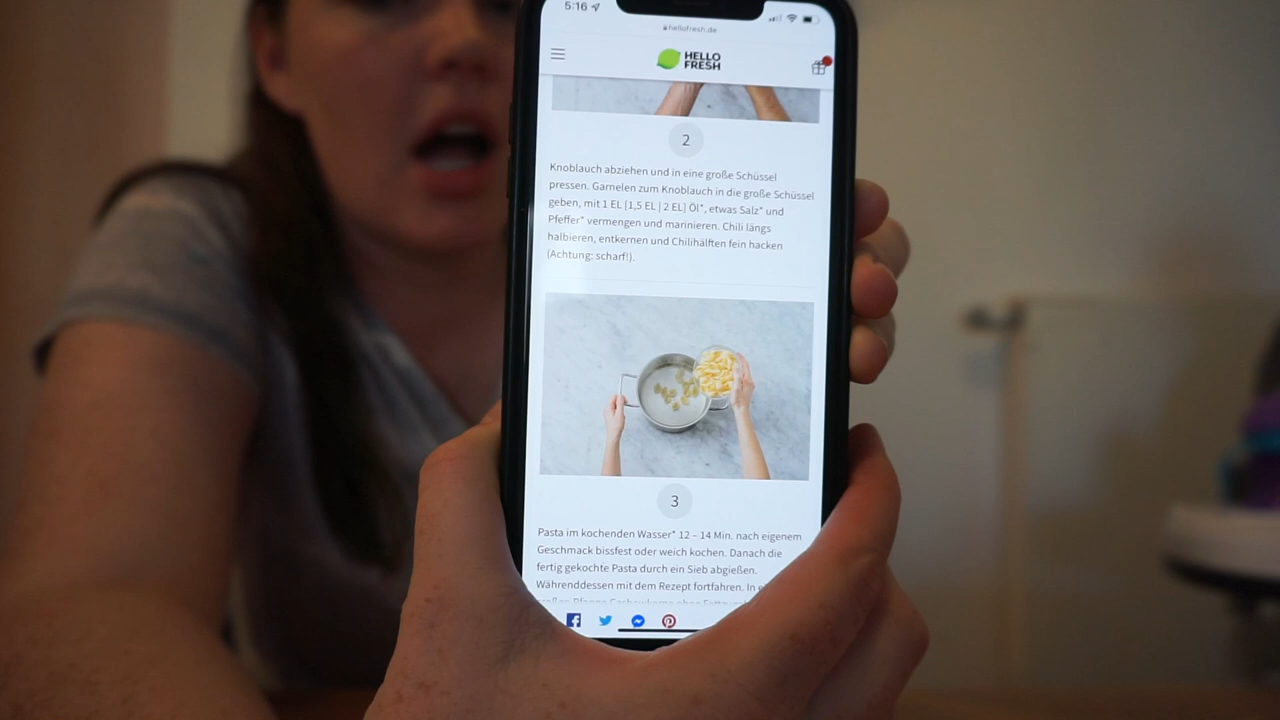 5:16
hellofresh.de
HELLO
FRESH
2
Knoblauch abziehen und in eine große Schüssel
pressen. Garnelen zum Knoblauch in die große Schüssel
geben, mit 1 EL [1,5 EL | 2 EL] Öl*, etwas Salz* und
Pfeffer* vermengen und marinieren. Chili längs
halbieren, entkernen und Chilihälften fein hacken
(Achtung: scharf!).
3
Pasta im kochenden Wasser* 12 – 14 Min. nach eigenem
Geschmack bissfest oder weich kochen. Danach die
fertig gekochte Pasta durch ein Sieb abgießen.
Währenddessen mit dem Rezept fortfahren. In